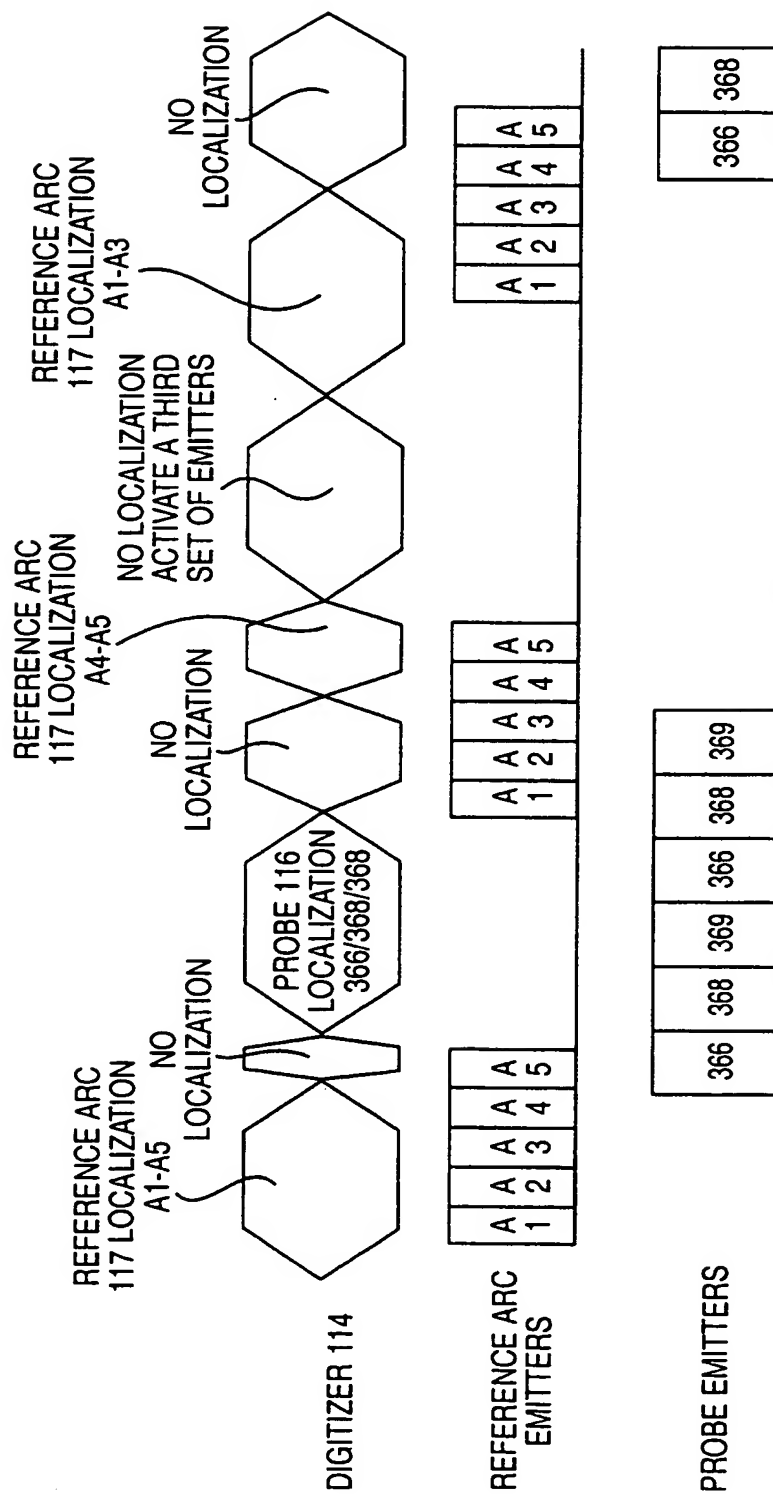 REFERENCE ARC
117 LOCALIZATION
A1-A5
NO
LOCALIZATION
PROBE 116
LOCALIZATION
366/368/368
NO
LOCALIZATION
REFERENCE ARC
117 LOCALIZATION
A4-A5
NO LOCALIZATION
ACTIVATE A THIRD
SET OF EMITTERS
REFERENCE ARC
117 LOCALIZATION
A1-A3
NO
LOCALIZATION
DIGITIZER 114
REFERENCE ARC
EMITTERS
A A A A A
1 2 3 4 5
A A A A A
1 2 3 4 5
A A A A A
1 2 3 4 5
PROBE EMITTERS
366 368 369 366 368 369
366 368